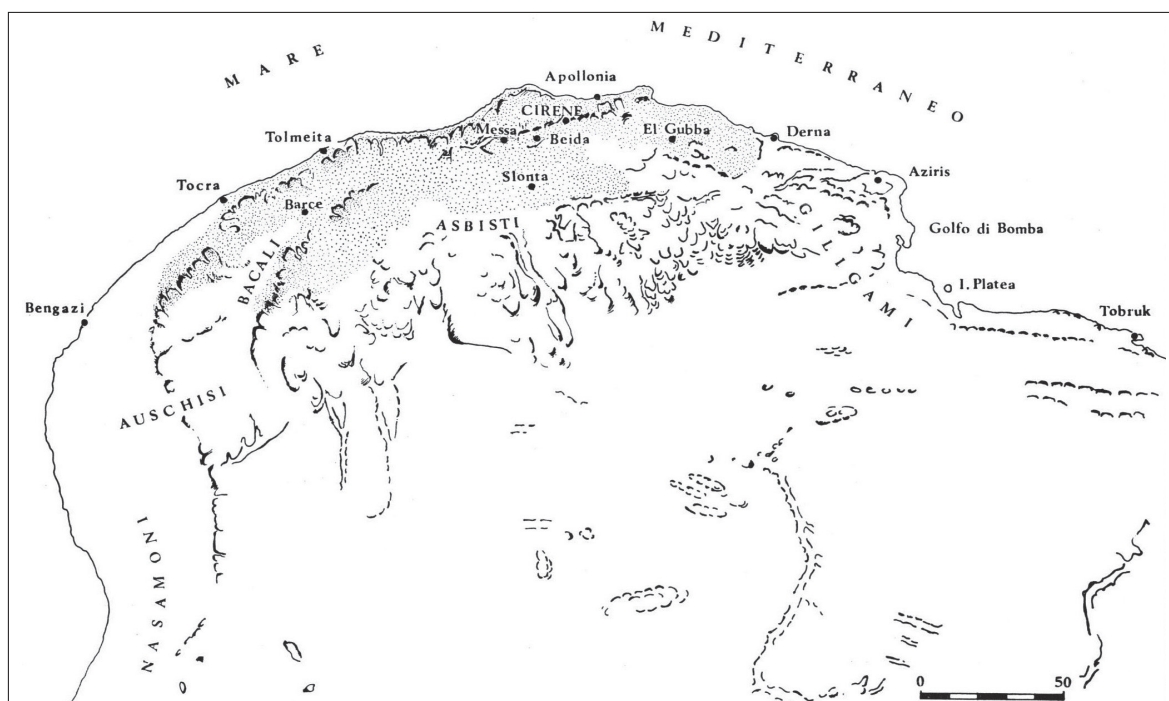 MARE
MEDITERRANEO
Apollonia
CIRENE
Tolmeita
Messa
Beida
El Gubba
Derna
Aziris
Tocra
Barce
Slonta
ASBISTI
GILIGAMI
Golfo di Bomba
BACALI
I. Platea
Bengazi
Tobruk
AUSCHISI
NASAMONI
0
50